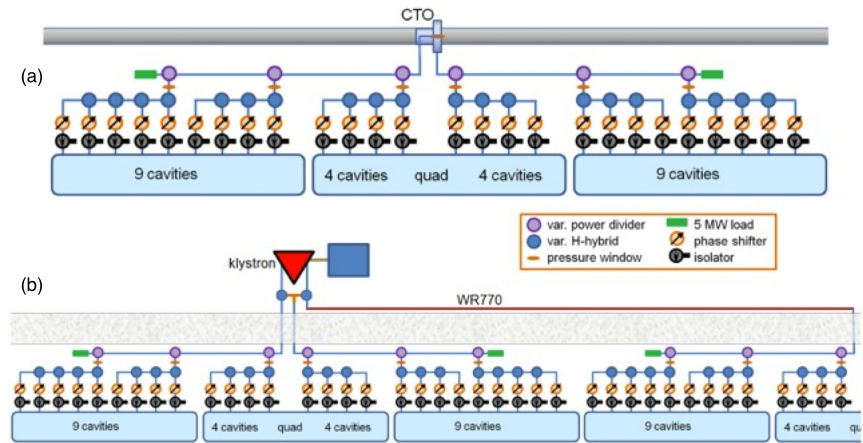 CTO
(a)
9 cavities
4 cavities quad 4 cavities
9 cavities
var. power divider
5 MW load
var. H-hybrid
phase shifter
pressure window
isolator
klystron
(b)
WR770
9 cavities
4 cavities quad 4 cavities
9 cavities
9 cavities
4 cavities qu